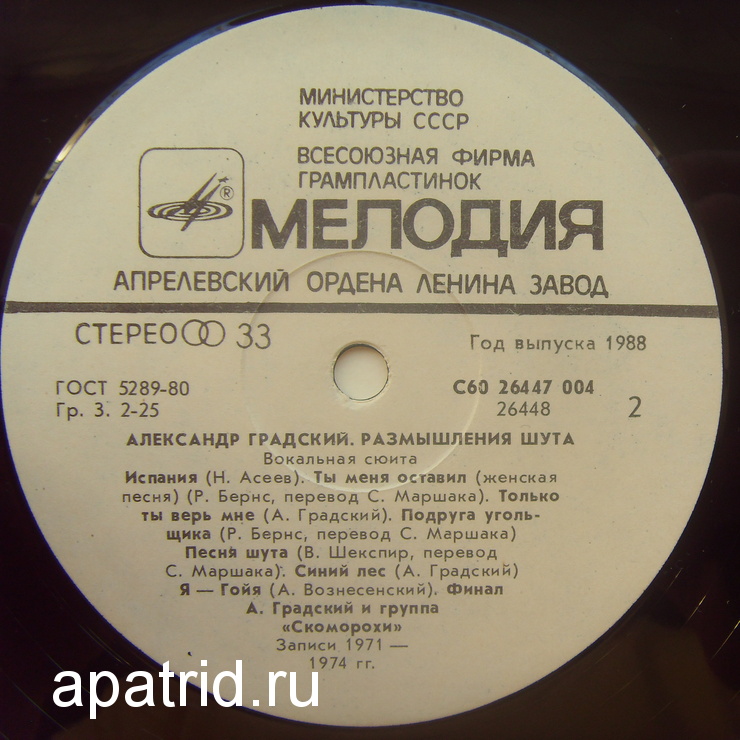 МИНИСТЕРСТВО
КУЛЬТУРЫ СССР
ВСЕСОЮЗНАЯ ФИРМА
ГРАМПЛАСТИНОК
®
МЕЛОДИЯ
АПРЕЛЕВСКИЙ ОРДЕНА ЛЕНИНА ЗАВОД
СТЕРЕО 33
Год выпуска 1988
ГОСТ 5289-80
Гр. 3. 2-25
С60 26447 004
26448
2
АЛЕКСАНДР ГРАДСКИЙ. РАЗМЫШЛЕНИЯ ШУТА
Вокальная сюита
Испания (Н. Асеев). Ты меня оставил (женская
песня) (Р. Бернс, перевод С. Маршака). Только
ты верь мне (А. Градский). Подруга уголь-
щика (Р. Бернс, перевод С. Маршака)
Песня шута (В. Шекспир, перевод
С. Маршака). Синий лес (А. Градский)
Я — Гойя (А. Вознесенский). Финал
А. Градский и группа
«Скоморохи»
Записи 1971 —
1974 гг.
apatrid.ru